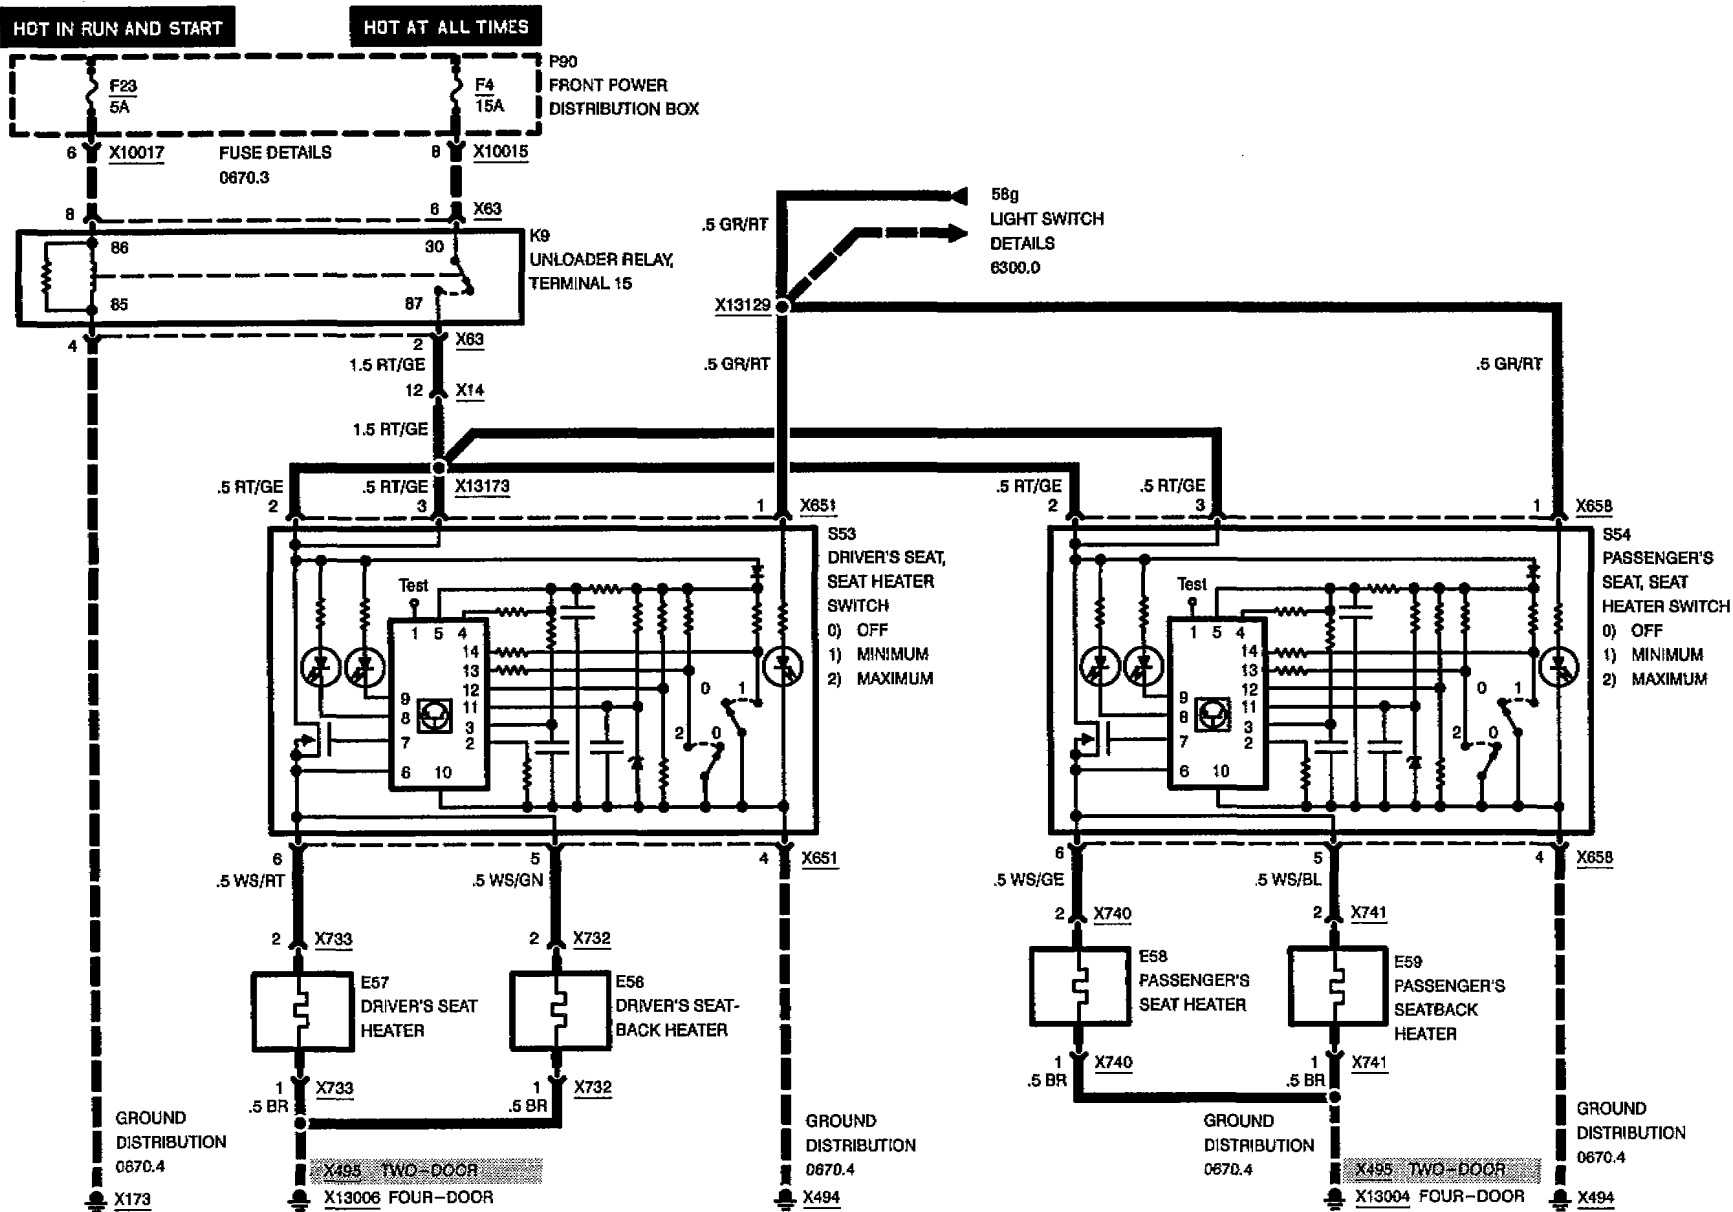 HOT IN RUN AND START
HOT AT ALL TIMES
P90
FRONT POWER
DISTRIBUTION BOX
F23
5A
F4
15A
6
X10017
FUSE DETAILS
0670.3
8
X10015
8
6
X63
K9
UNLOADER RELAY,
TERMINAL 15
86
30
85
87
4
2
X63
1.5 RT/GE
12
X14
1.5 RT/GE
58g
LIGHT SWITCH
DETAILS
6300.0
.5 GR/RT
X13129
.5 GR/RT
.5 GR/RT
.5 RT/GE
.5 RT/GE
X13173
.5 RT/GE
.5 RT/GE
2
3
1
X651
2
3
1
X658
S53
DRIVER'S SEAT,
SEAT HEATER
SWITCH
0) OFF
1) MINIMUM
2) MAXIMUM
Test
1
5
4
14
13
12
11
3
2
9
8
7
6
10
0
1
2
0
S54
PASSENGER'S
SEAT, SEAT
HEATER SWITCH
0) OFF
1) MINIMUM
2) MAXIMUM
Test
1
5
4
14
13
12
11
3
2
9
8
7
6
10
0
1
2
0
6
5
4
X651
6
5
4
X658
.5 WS/RT
.5 WS/GN
.5 WS/GE
.5 WS/BL
2
X733
2
X732
2
X740
2
X741
E57
DRIVER'S SEAT
HEATER
E56
DRIVER'S SEAT-
BACK HEATER
E58
PASSENGER'S
SEAT HEATER
E59
PASSENGER'S
SEATBACK
HEATER
1
X733
.5 BR
1
X732
.5 BR
1
X740
.5 BR
1
X741
.5 BR
GROUND
DISTRIBUTION
0670.4
GROUND
DISTRIBUTION
0670.4
GROUND
DISTRIBUTION
0670.4
GROUND
DISTRIBUTION
0670.4
X173
X495 TWO-DOOR
X13006 FOUR-DOOR
X494
X495 TWO-DOOR
X13004 FOUR-DOOR
X494